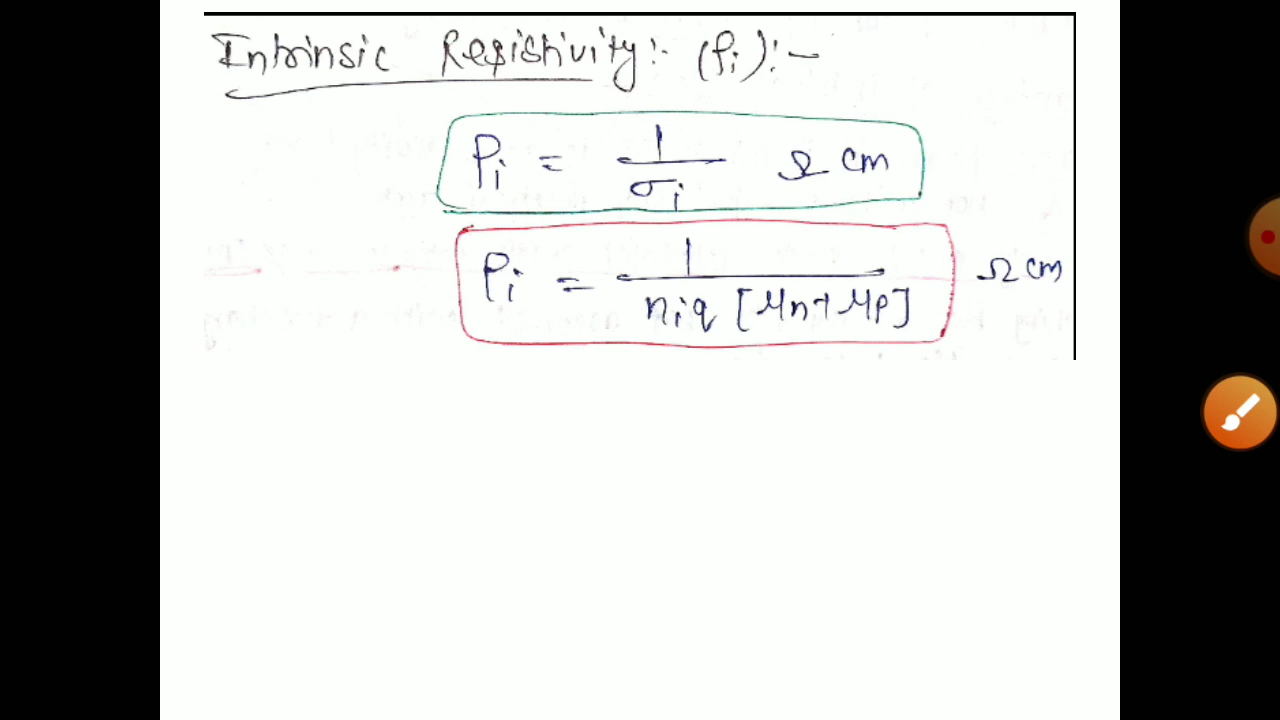 Intrinsic Resistivity:- (ρi):-
ρi = 1/σi Ω cm
ρi = 1/niq [μn+μp] Ω cm